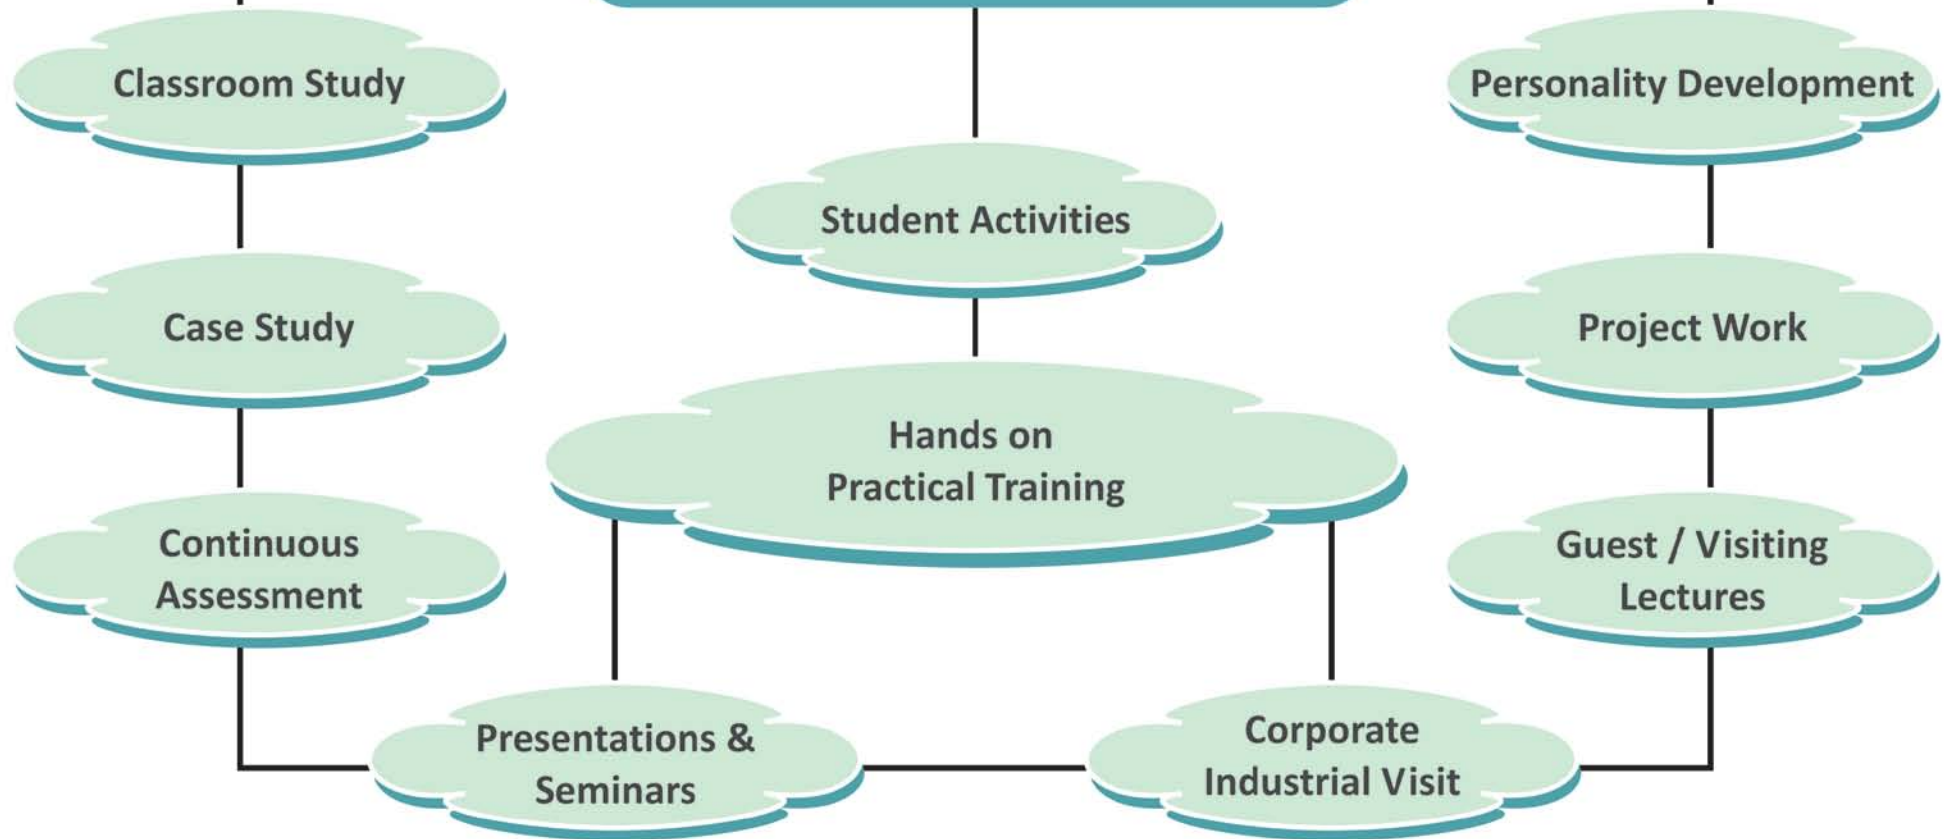 Classroom Study
Personality Development
Student Activities
Case Study
Project Work
Hands on
Practical Training
Continuous
Assessment
Guest / Visiting
Lectures
Presentations &
Seminars
Corporate
Industrial Visit